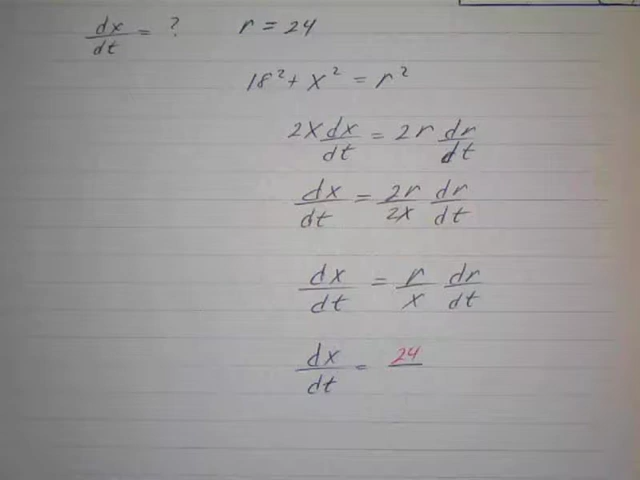 dx/dt = ? r = 24
18² + x² = r²
2x dx/dt = 2r dr/dt
dx/dt = 2r/2x dr/dt
dx/dt = r/x dr/dt
dx/dt = 24/